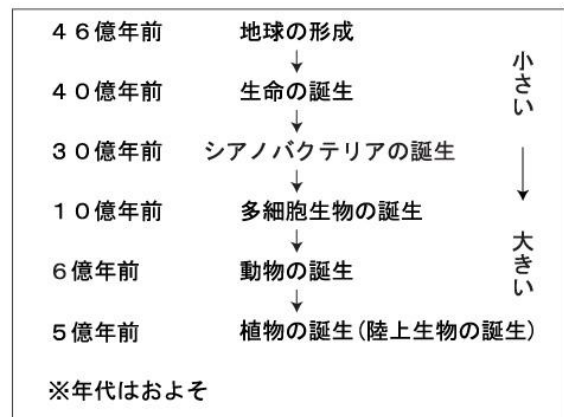 46億年前 地球の形成
↓
40億年前 生命の誕生
↓
30億年前 シアノバクテリアの誕生
↓
10億年前 多細胞生物の誕生
↓
6億年前 動物の誕生
↓
5億年前 植物の誕生(陸上生物の誕生)
※年代はおよそ
小さい
↓
大きい